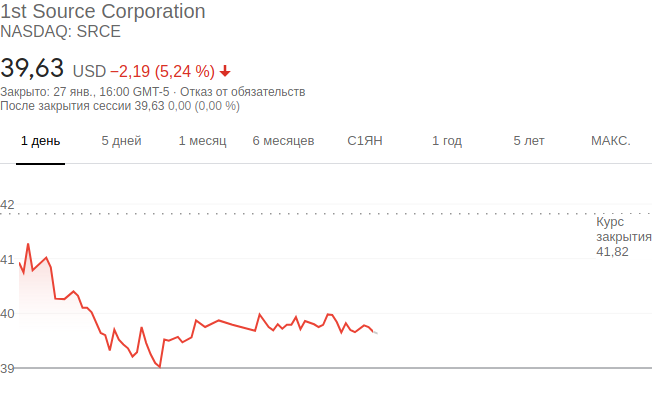 1st Source Corporation
NASDAQ: SRCE
39,63 USD −2,19 (5,24 %)
Закрыто: 27 янв., 16:00 GMT-5 · Отказ от обязательств
После закрытия сессии 39,63 0,00 (0,00 %)
1 день 5 дней 1 месяц 6 месяцев С1ЯН 1 год 5 лет МАКС.
42
Курс
закрытия
41,82
41
40
39